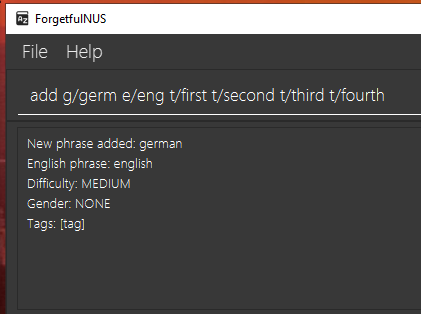 ForgetfulNUS
File Help
add g/germ e/eng t/first t/second t/third t/fourth
New phrase added: german
English phrase: english
Difficulty: MEDIUM
Gender: NONE
Tags: [tag]